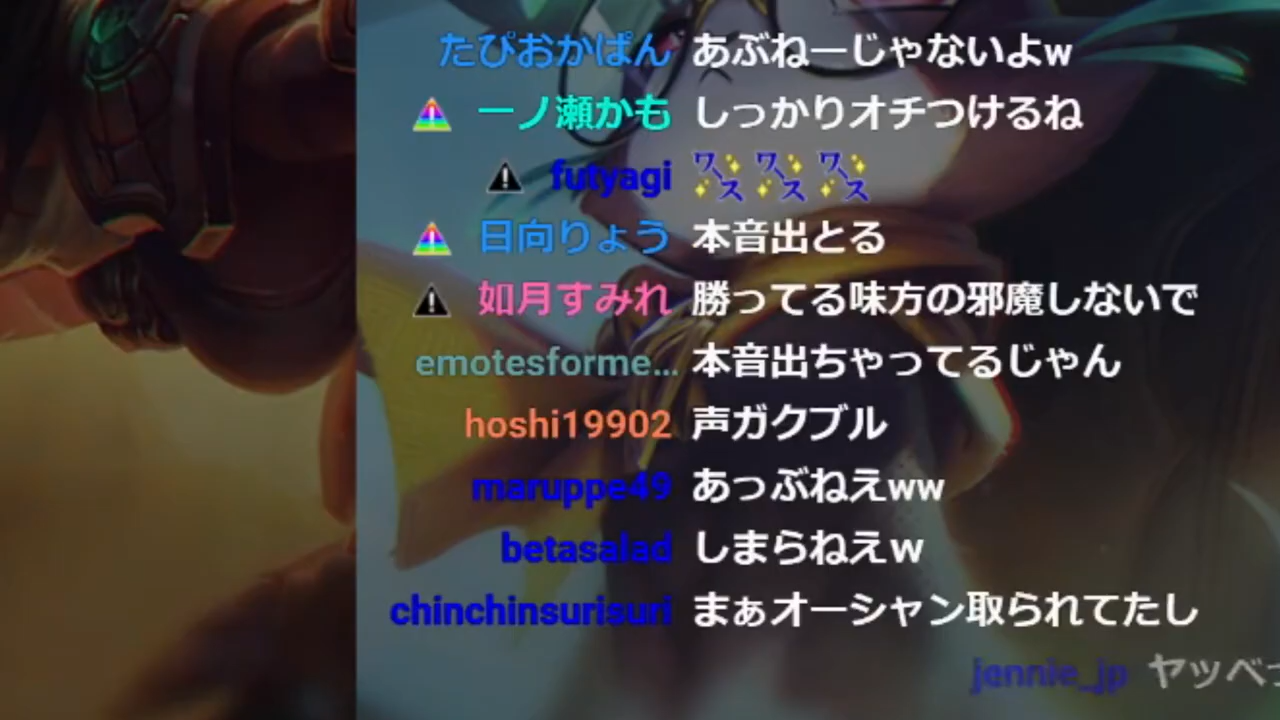 たぴおかぱん あぶねーじゃないよw
一ノ瀬かも しっかりオチつけるね
futyagi ワ、ス ワ、ス ワ、ス
日向りょう 本音出とる
如月すみれ 勝ってる味方の邪魔しないで
emotesforme... 本音出ちゃってるじゃん
hoshi19902 声ガクブル
maruppe49 あっぶねえww
betasalad しまらねえw
chinchinsurisuri まぁオーシャン取られてたし
jennie_jp ヤッベっ